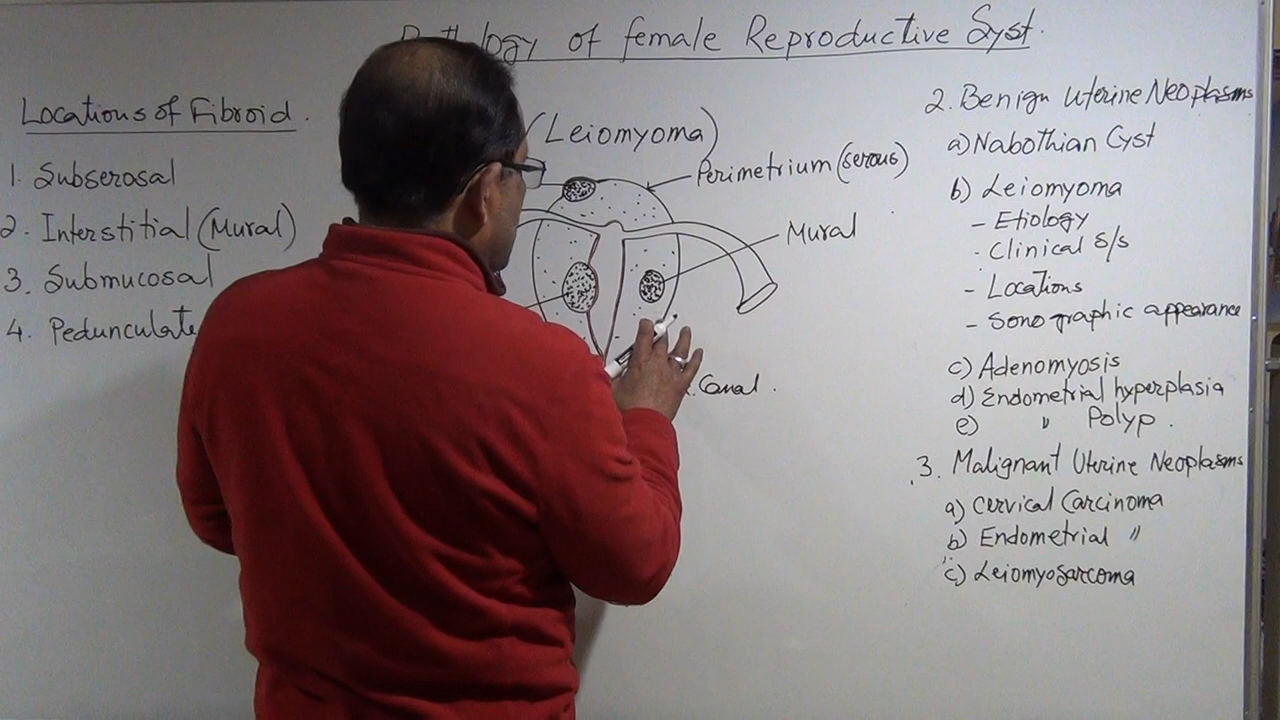 of female Reproductive Syst.
Locations of Fibroid.
1. Subserosal
2. Interstitial (Mural)
3. Submucosal
4.
(Leiomyoma)
Perimetrium (serous)
Mural
Canal.
2. Benign Uterine Neoplasms
a) Nabothian Cyst
b) Leiomyoma
- Etiology
- Clinical S/s
- Locations
- Sonographic appearance
c) Adenomyosis
d) Endometrial hyperplasia
e) " Polyp.
3. Malignant Uterine Neoplasms
a) Cervical Carcinoma
b) Endometrial "
c) Leiomyosarcoma